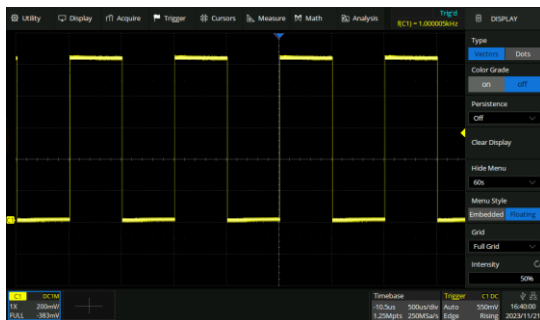 Utility Display Acquire Trigger Cursors Measure Math Analysis Trig'd f(C1) = 1.000005kHz DISPLAY
Type
Vectors Dots
Color Grade
on off
Persistence
Off
Clear Display
Hide Menu
60s
Menu Style
Embedded Floating
Grid
Full Grid
Intensity
50%
C1
C1 DC1M
1X 200mV/
FULL -383mV
Timebase
-10.5us 500us/div
1.25Mpts 250MSa/s
Trigger C1 DC
Auto 550mV
Edge Rising
16:40:00
2023/11/21